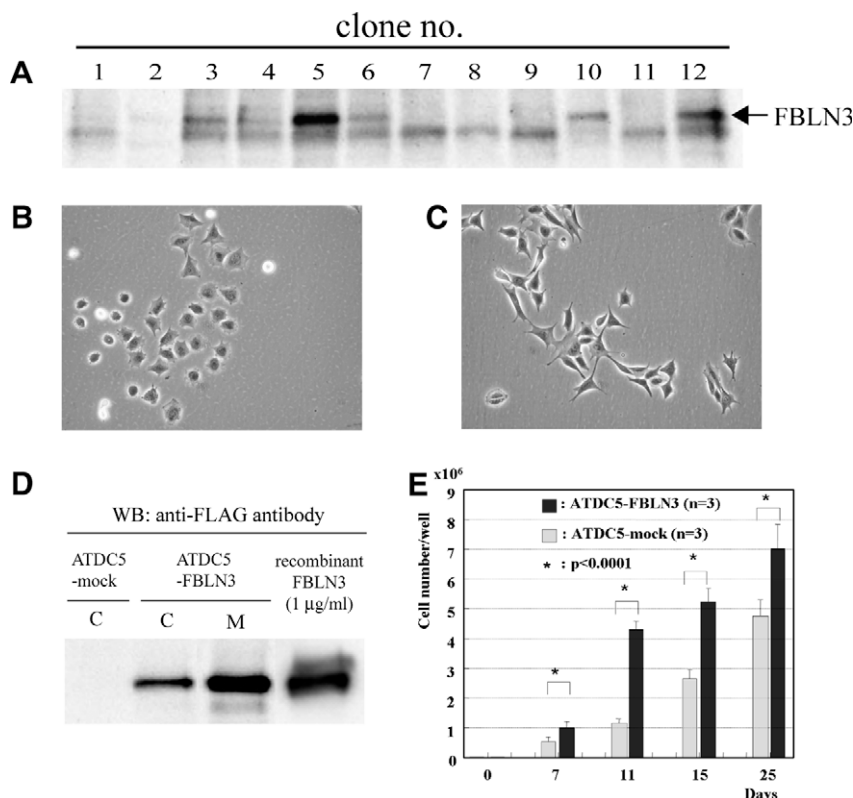 clone no.
A
1 2 3 4 5 6 7 8 9 10 11 12
FBLN3
B
C
D
WB: anti-FLAG antibody
ATDC5
-mock
ATDC5
-FBLN3
recombinant
FBLN3
(1 µg/ml)
C
C
M
E
x10⁶
9
8
7
6
5
4
3
2
1
0
Cell number/well
: ATDC5-FBLN3 (n=3)
: ATDC5-mock (n=3)
* : p<0.0001
*
*
*
*
0 7 11 15 25
Days